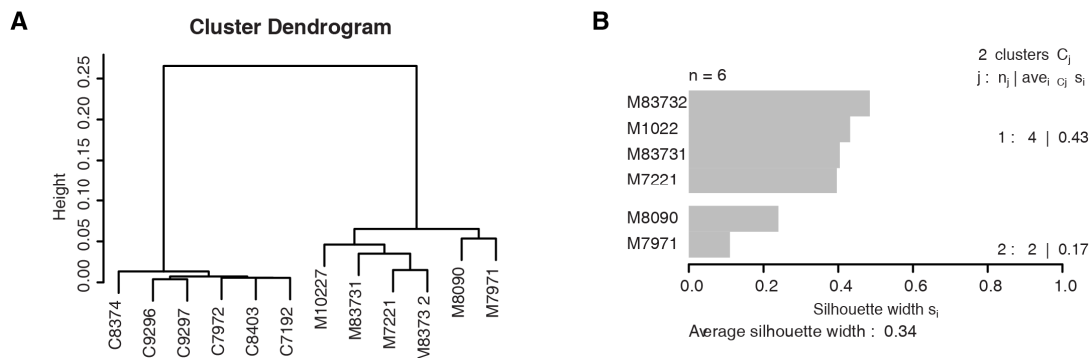 A
Cluster Dendrogram
Height
0.25
0.20
0.15
0.10
0.05
0.00
C8374
C9296
C9297
C7972
C8403
C7192
M10227
M83731
M7221
M8373 2
M8090
M7971
B
2 clusters Cj
n = 6
j : nj | avei Cj si
M83732
M1022
M83731
M7221
1 : 4 | 0.43
M8090
M7971
2 : 2 | 0.17
0.0 0.2 0.4 0.6 0.8 1.0
Silhouette width si
Average silhouette width : 0.34